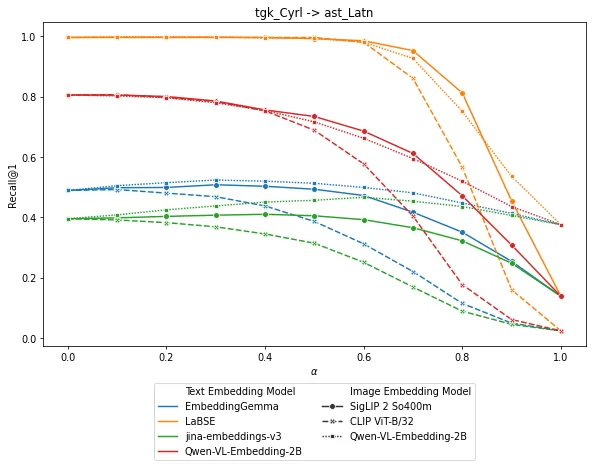 tgk_Cyrl -> ast_Latn
Recall@1
1.0
0.8
0.6
0.4
0.2
0.0
0.0 0.2 0.4 0.6 0.8 1.0
α
Text Embedding Model Image Embedding Model
EmbeddingGemma SigLIP 2 So400m
LaBSE CLIP ViT-B/32
jina-embeddings-v3 Qwen-VL-Embedding-2B
Qwen-VL-Embedding-2B